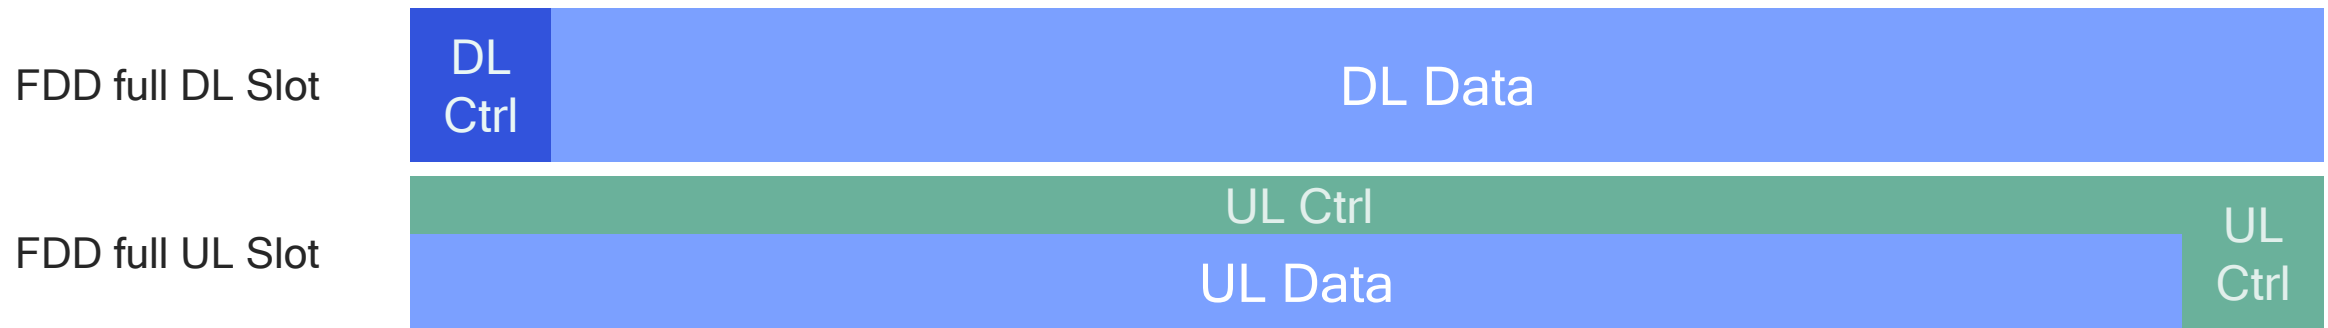 FDD full DL Slot
DL
Ctrl
DL Data
FDD full UL Slot
UL Ctrl
UL Data
UL
Ctrl